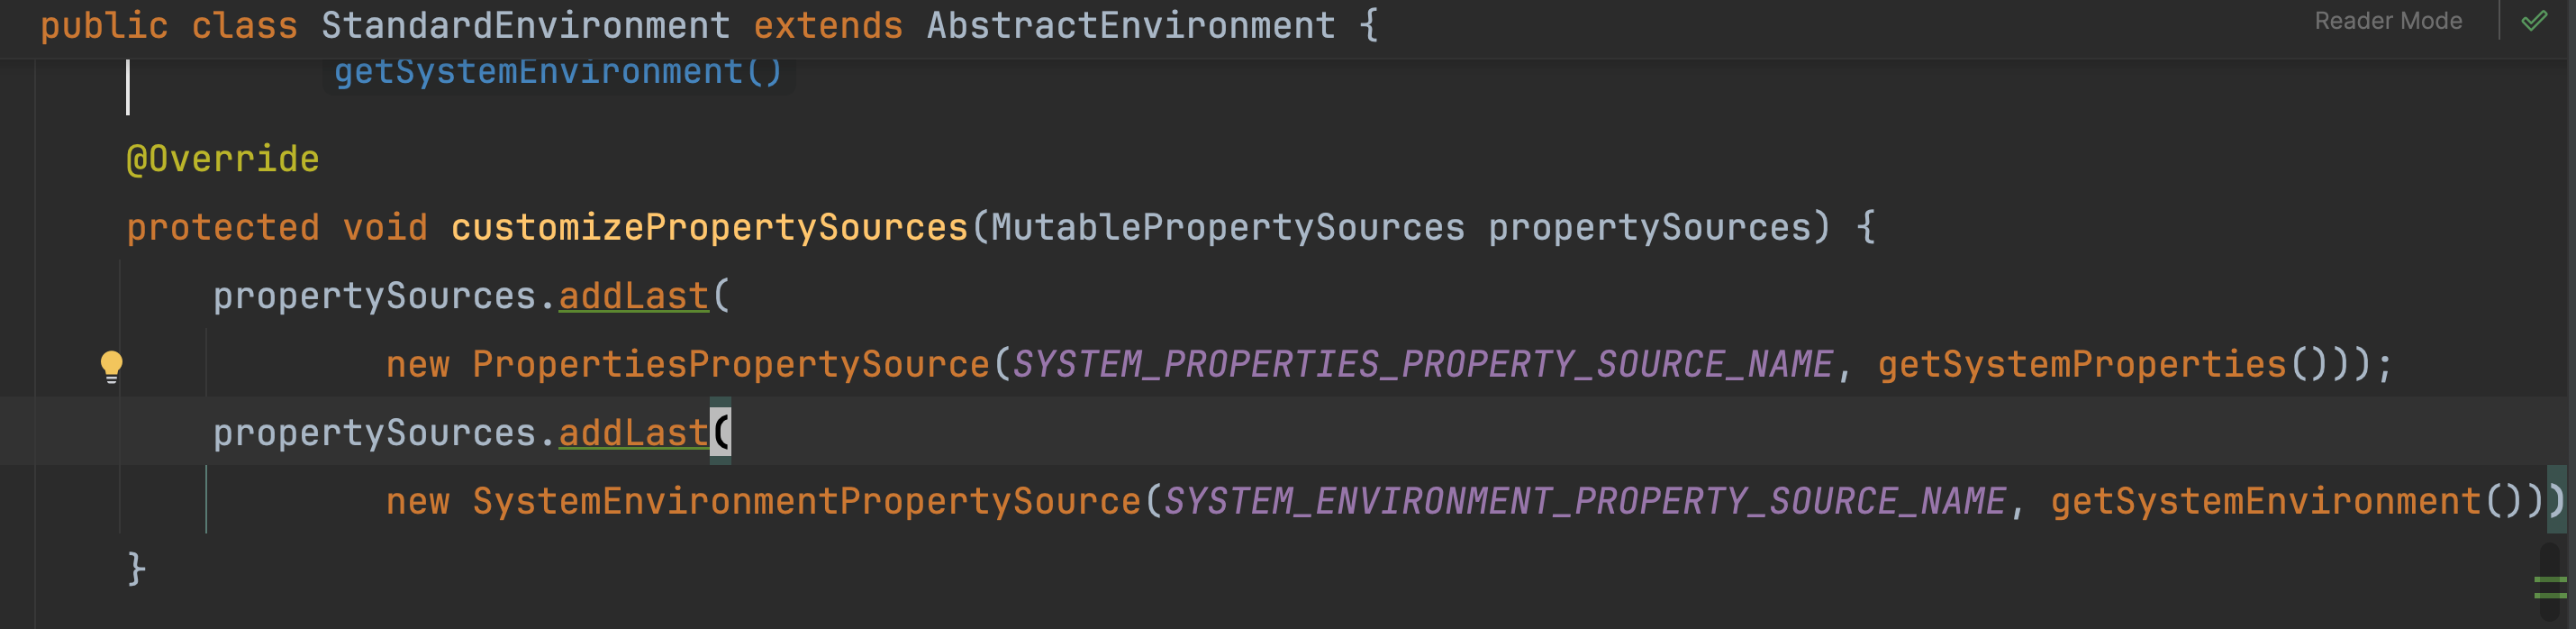 public class StandardEnvironment extends AbstractEnvironment {
Reader Mode
getSystemEnvironment()
@Override
protected void customizePropertySources(MutablePropertySources propertySources) {
propertySources.addLast(
new PropertiesPropertySource(SYSTEM_PROPERTIES_PROPERTY_SOURCE_NAME, getSystemProperties()));
propertySources.addLast(
new SystemEnvironmentPropertySource(SYSTEM_ENVIRONMENT_PROPERTY_SOURCE_NAME, getSystemEnvironment()))
}